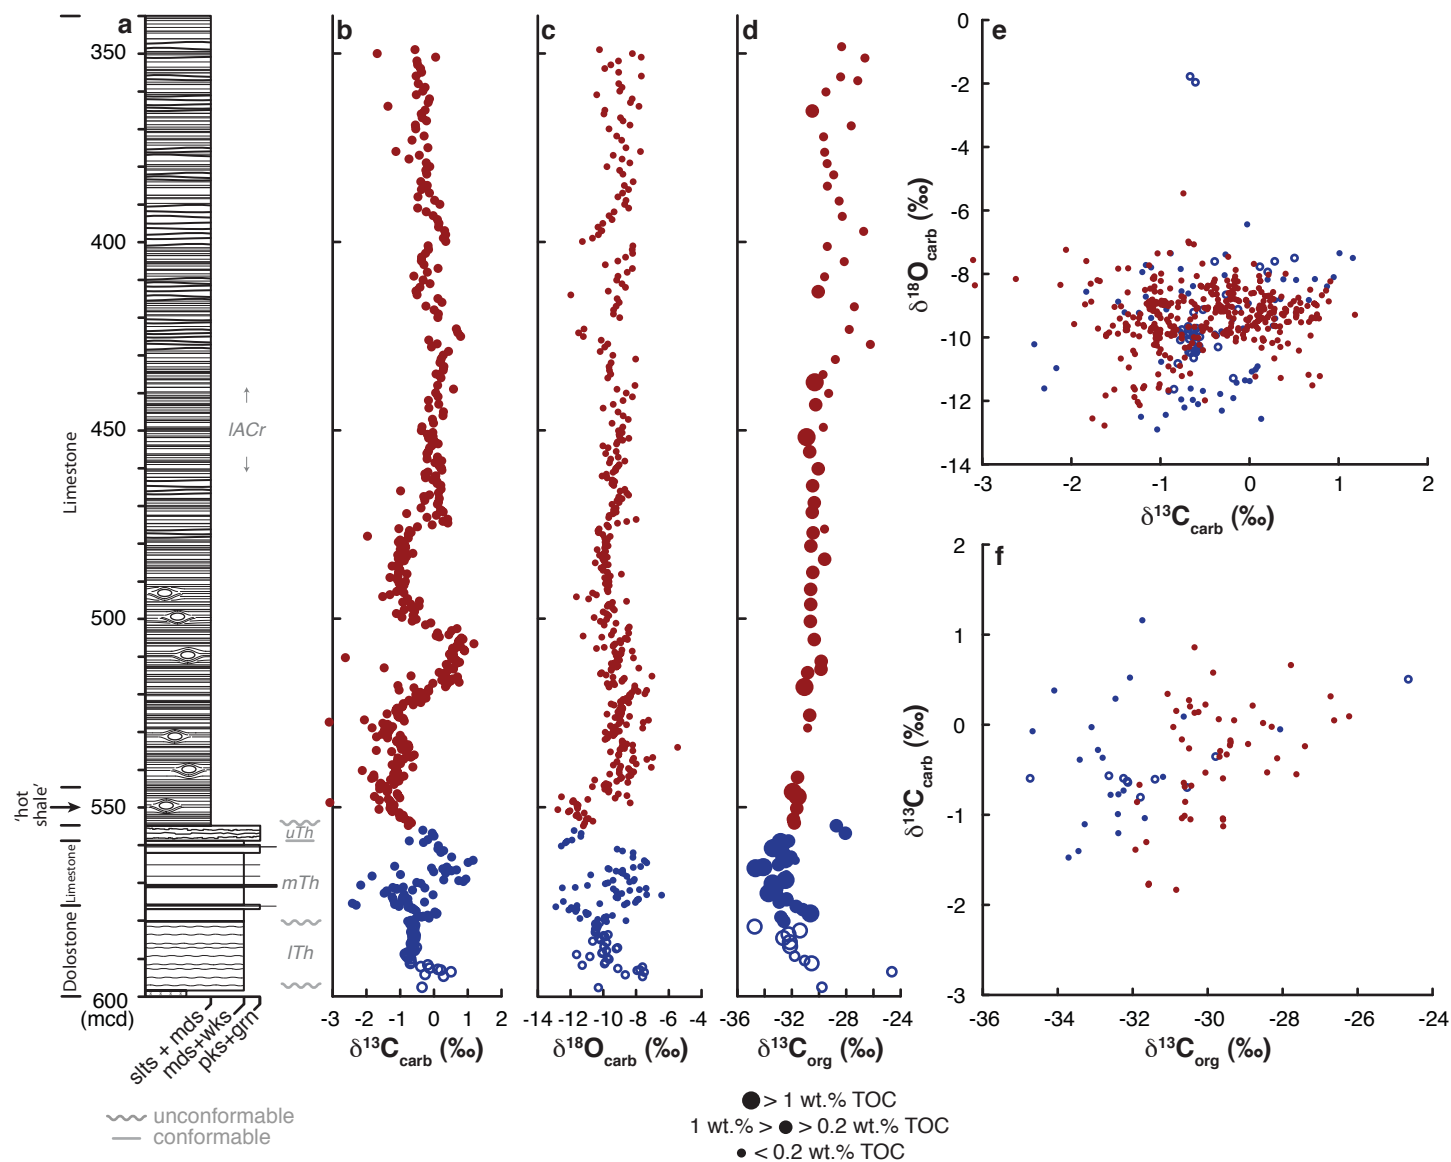 a
b
c
d
e
f
350
400
450
500
550
600
(mcd)
Limestone
'hot
shale'
Limestone
Dolostone
lACr
uTh
mTh
lTh
slts + mds
mds+wks
pks+grn
unconformable
conformable
-3 -2 -1 0 1 2
δ13Ccarb (‰)
-14 -12 -10 -8 -6 -4
δ18Ocarb (‰)
-36 -32 -28 -24
δ13Corg (‰)
> 1 wt.% TOC
1 wt.% > > 0.2 wt.% TOC
< 0.2 wt.% TOC
0
-2
-4
-6
-8
-10
-12
-14
δ18Ocarb (‰)
-3 -2 -1 0 1 2
δ13Ccarb (‰)
2
1
0
-1
-2
-3
δ13Ccarb (‰)
-36 -34 -32 -30 -28 -26 -24
δ13Corg (‰)